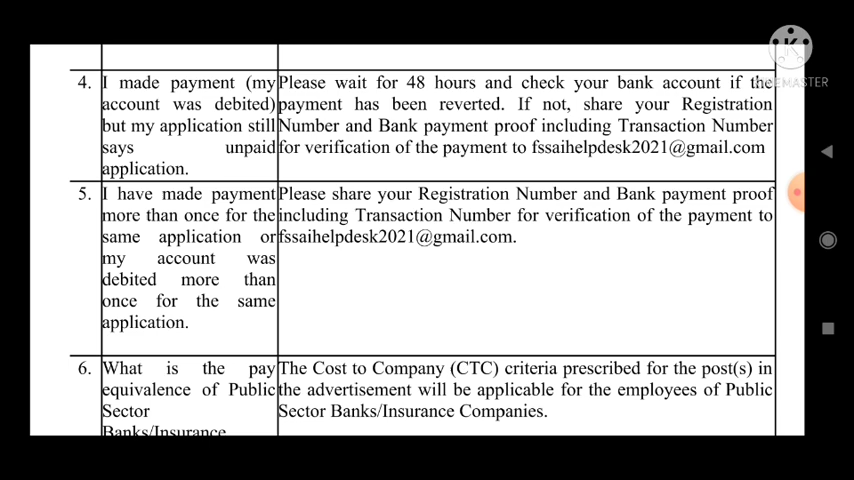 4. I made payment (my Please wait for 48 hours and check your bank account if the
account was debited) payment has been reverted. If not, share your Registration
but my application still Number and Bank payment proof including Transaction Number
says unpaid for verification of the payment to fssaihelpdesk2021@gmail.com
application.
5. I have made payment Please share your Registration Number and Bank payment proof
more than once for the including Transaction Number for verification of the payment to
same application or fssaihelpdesk2021@gmail.com.
my account was
debited more than
once for the same
application.
6. What is the pay The Cost to Company (CTC) criteria prescribed for the post(s) in
equivalence of Public the advertisement will be applicable for the employees of Public
Sector Sector Banks/Insurance Companies.
Banks/Insurance
K
KINEMASTER